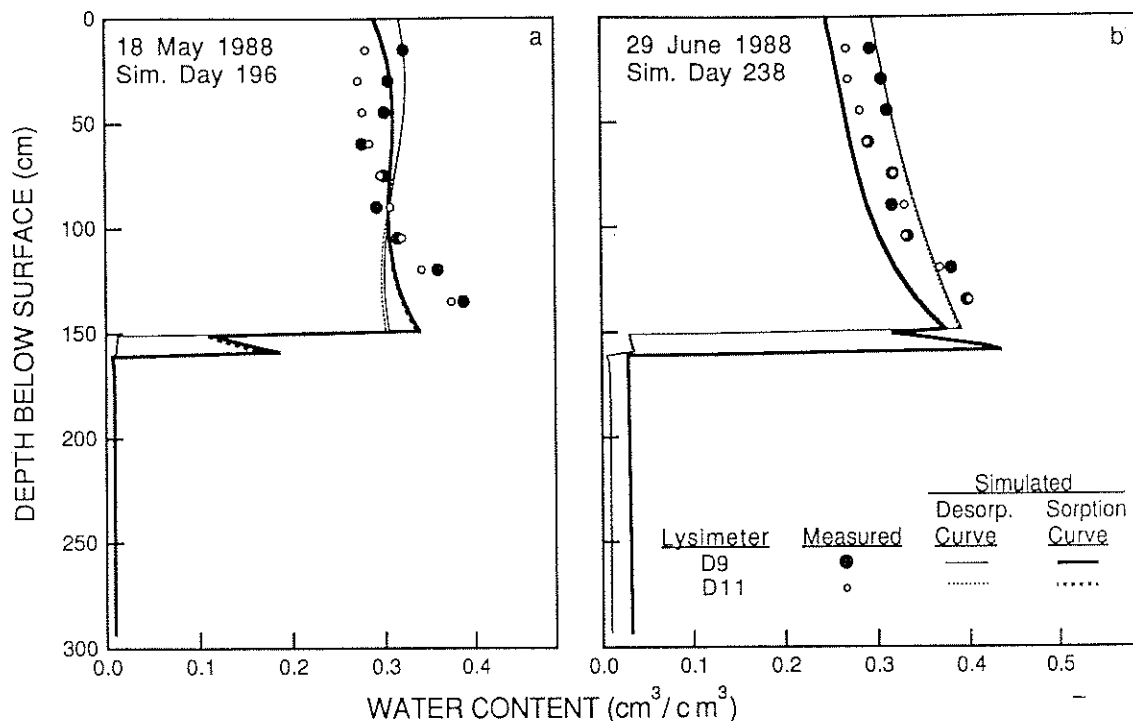 18 May 1988
Sim. Day 196
a
29 June 1988
Sim. Day 238
b
DEPTH BELOW SURFACE (cm)
0
50
100
150
200
250
300
0.0 0.1 0.2 0.3 0.4
0.0 0.1 0.2 0.3 0.4 0.5
WATER CONTENT (cm³/cm³)
Simulated
Desorp. Sorption
Lysimeter Measured Curve Curve
D9
D11